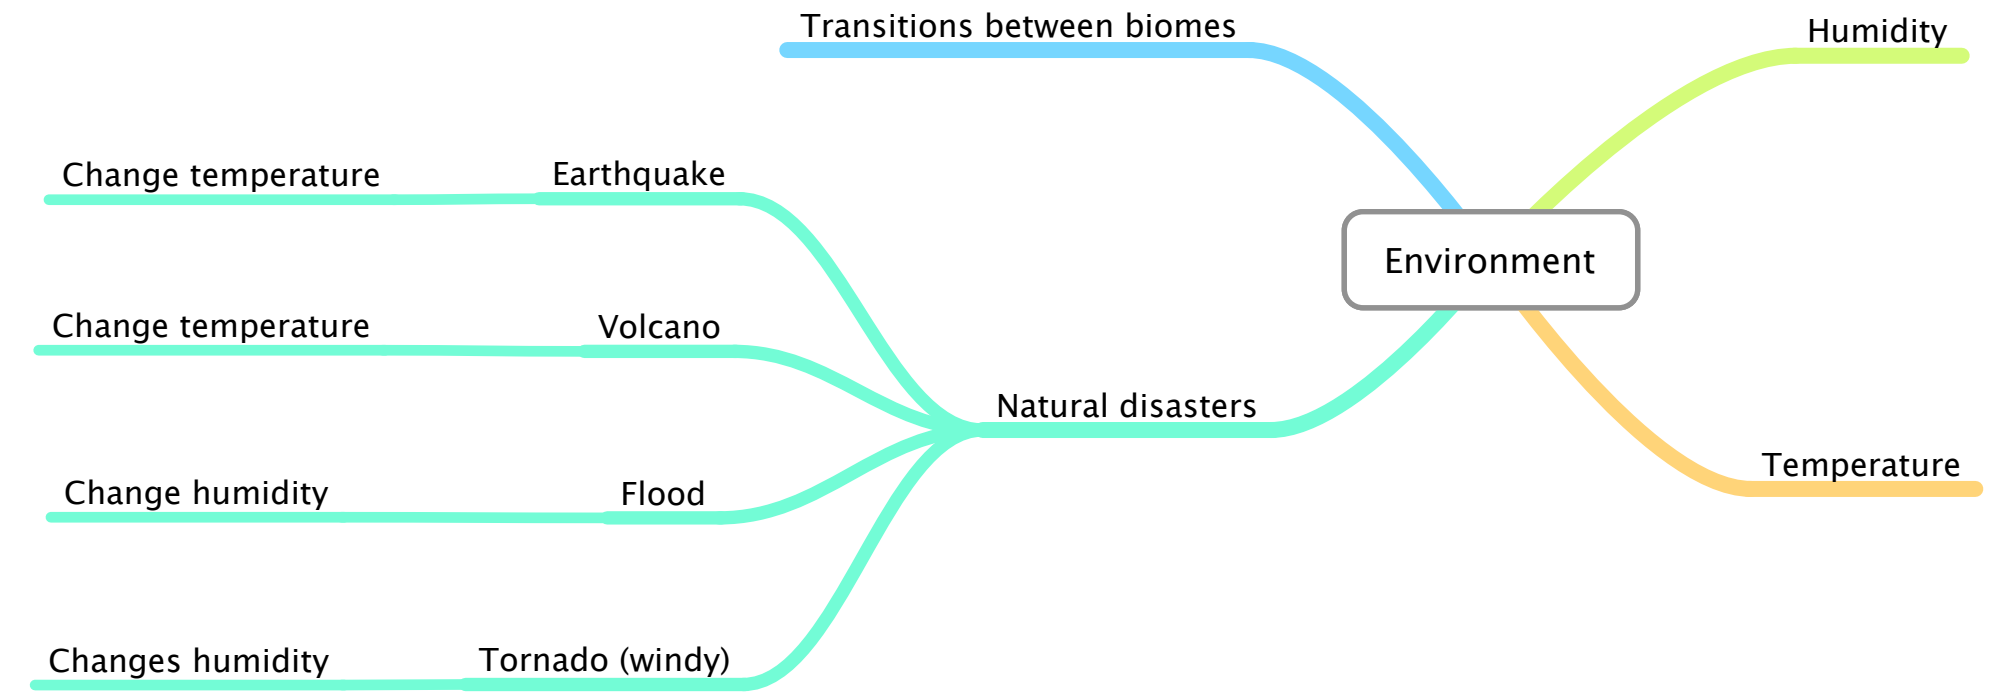 Transitions between biomes
Humidity
Change temperature
Earthquake
Environment
Change temperature
Volcano
Natural disasters
Temperature
Change humidity
Flood
Changes humidity
Tornado (windy)